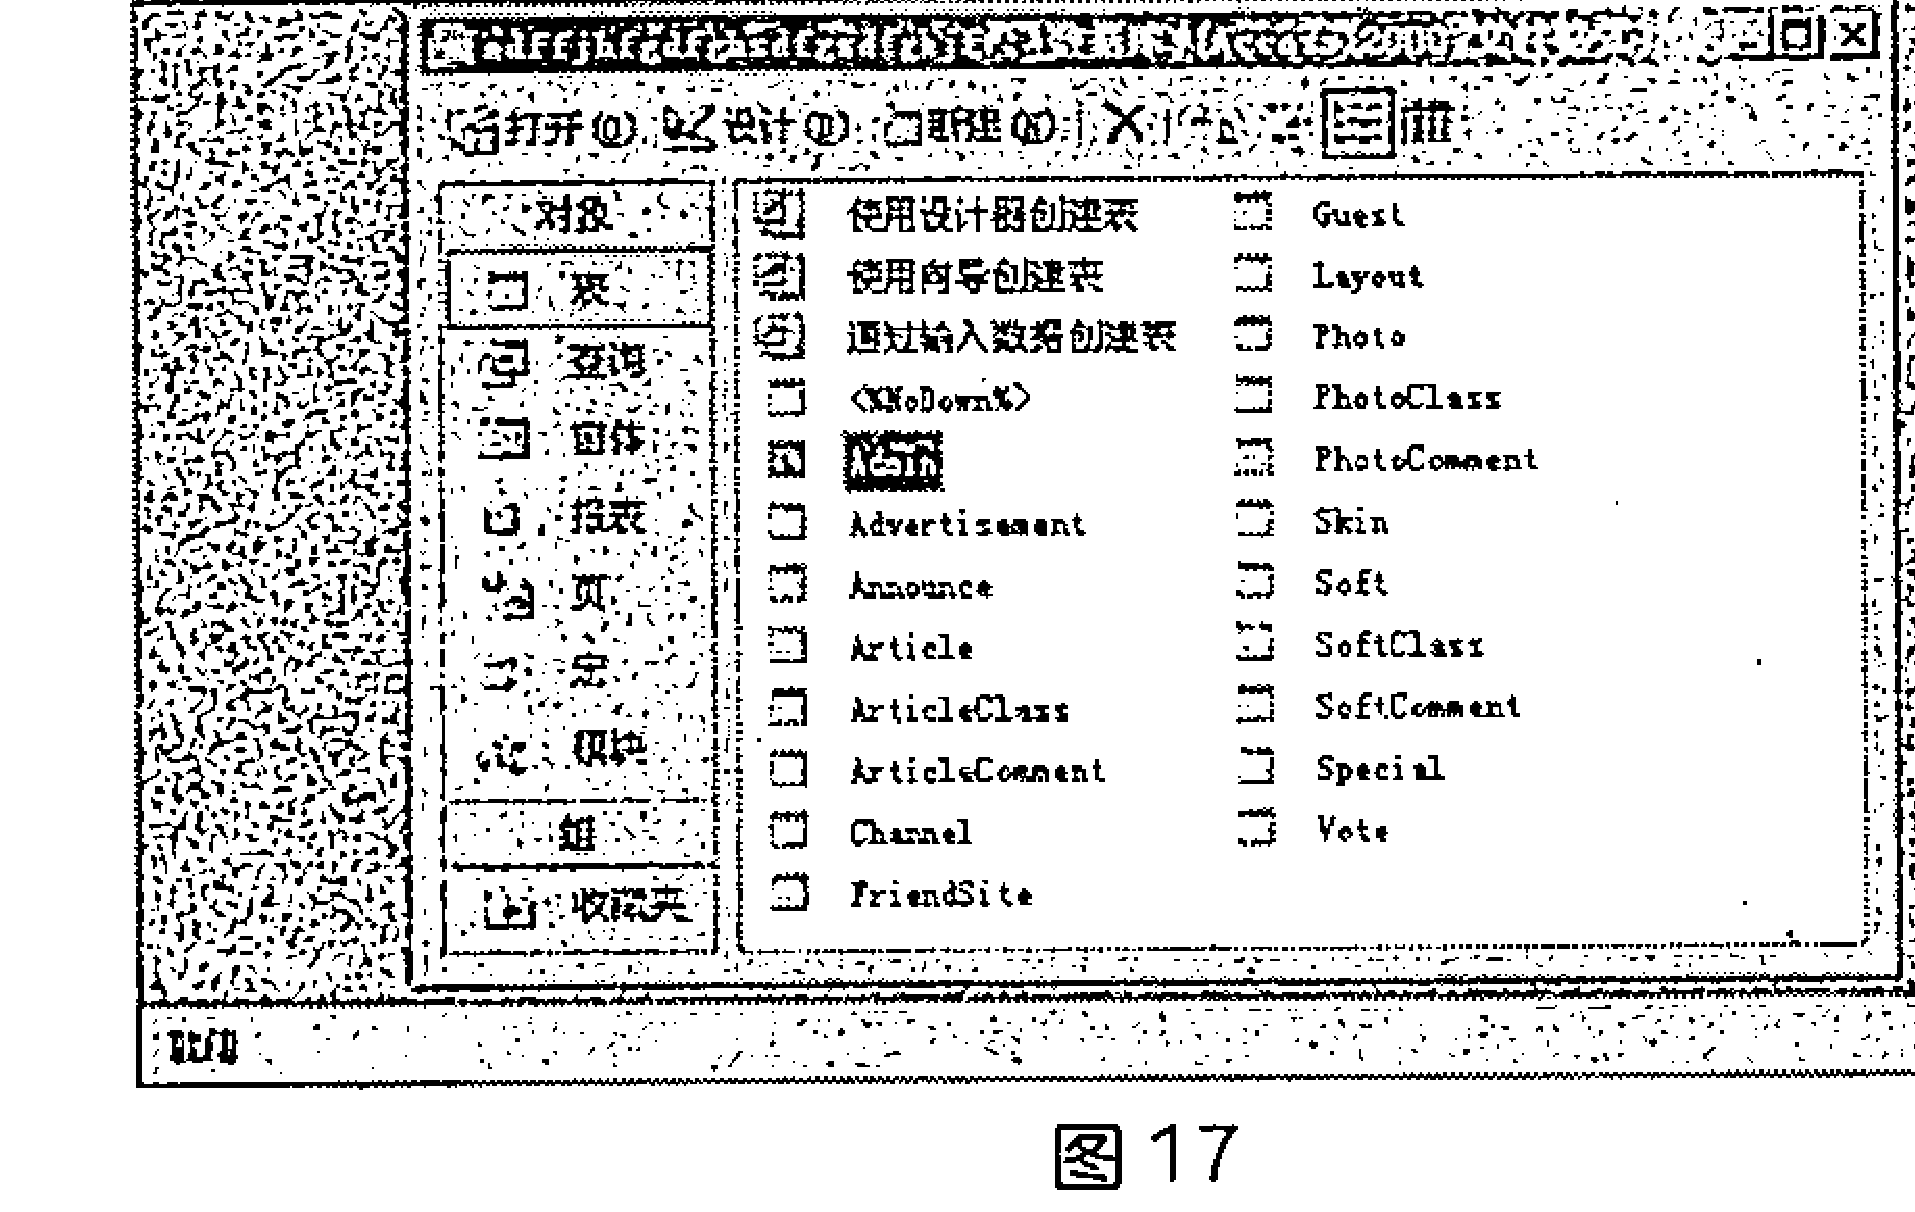 打开(O) 设计(D) 新建(N)
对象
表
查询
窗体
报表
页
宏
模块
组
收藏夹
使用设计器创建表
使用向导创建表
通过输入数据创建表
<%NoDown%>
Admin
Advertisement
Announce
Article
ArticleClass
ArticleComment
Channel
FriendSite
Guest
Layout
Photo
PhotoClass
PhotoComment
Skin
Soft
SoftClass
SoftComment
Special
Vote
图 17